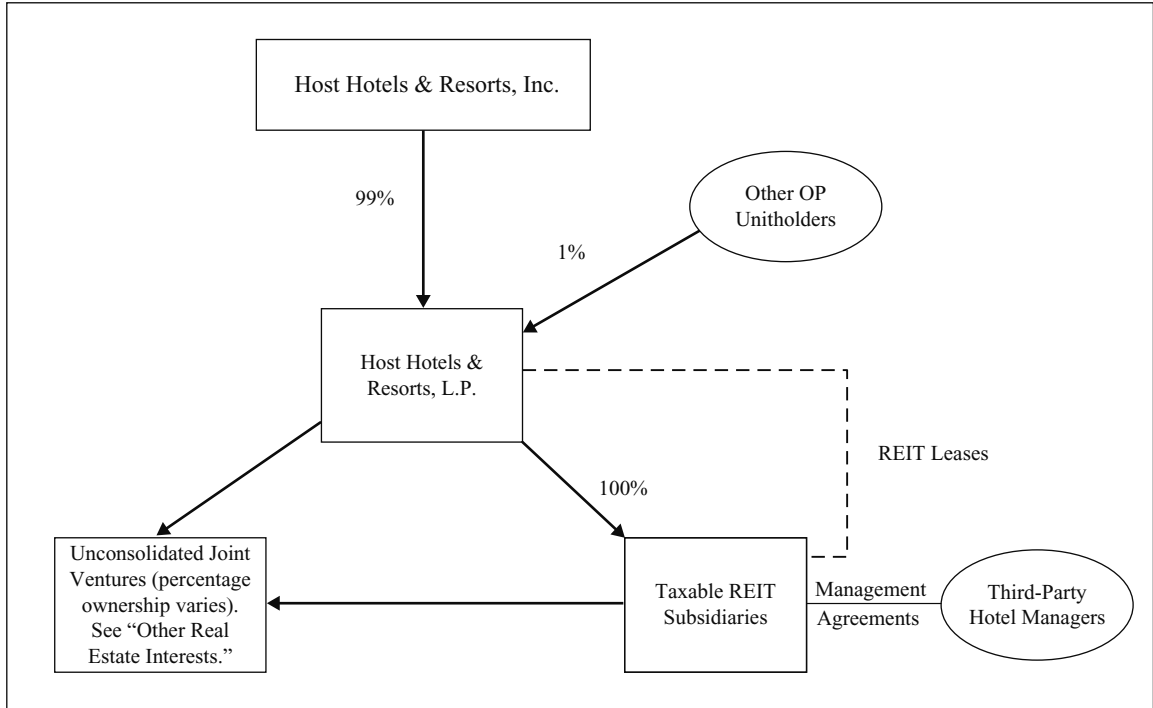 Host Hotels & Resorts, Inc.
99%
Other OP
Unitholders
1%
Host Hotels &
Resorts, L.P.
REIT Leases
100%
Unconsolidated Joint
Ventures (percentage
ownership varies).
See “Other Real
Estate Interests.”
Taxable REIT
Subsidiaries
Management
Agreements
Third-Party
Hotel Managers